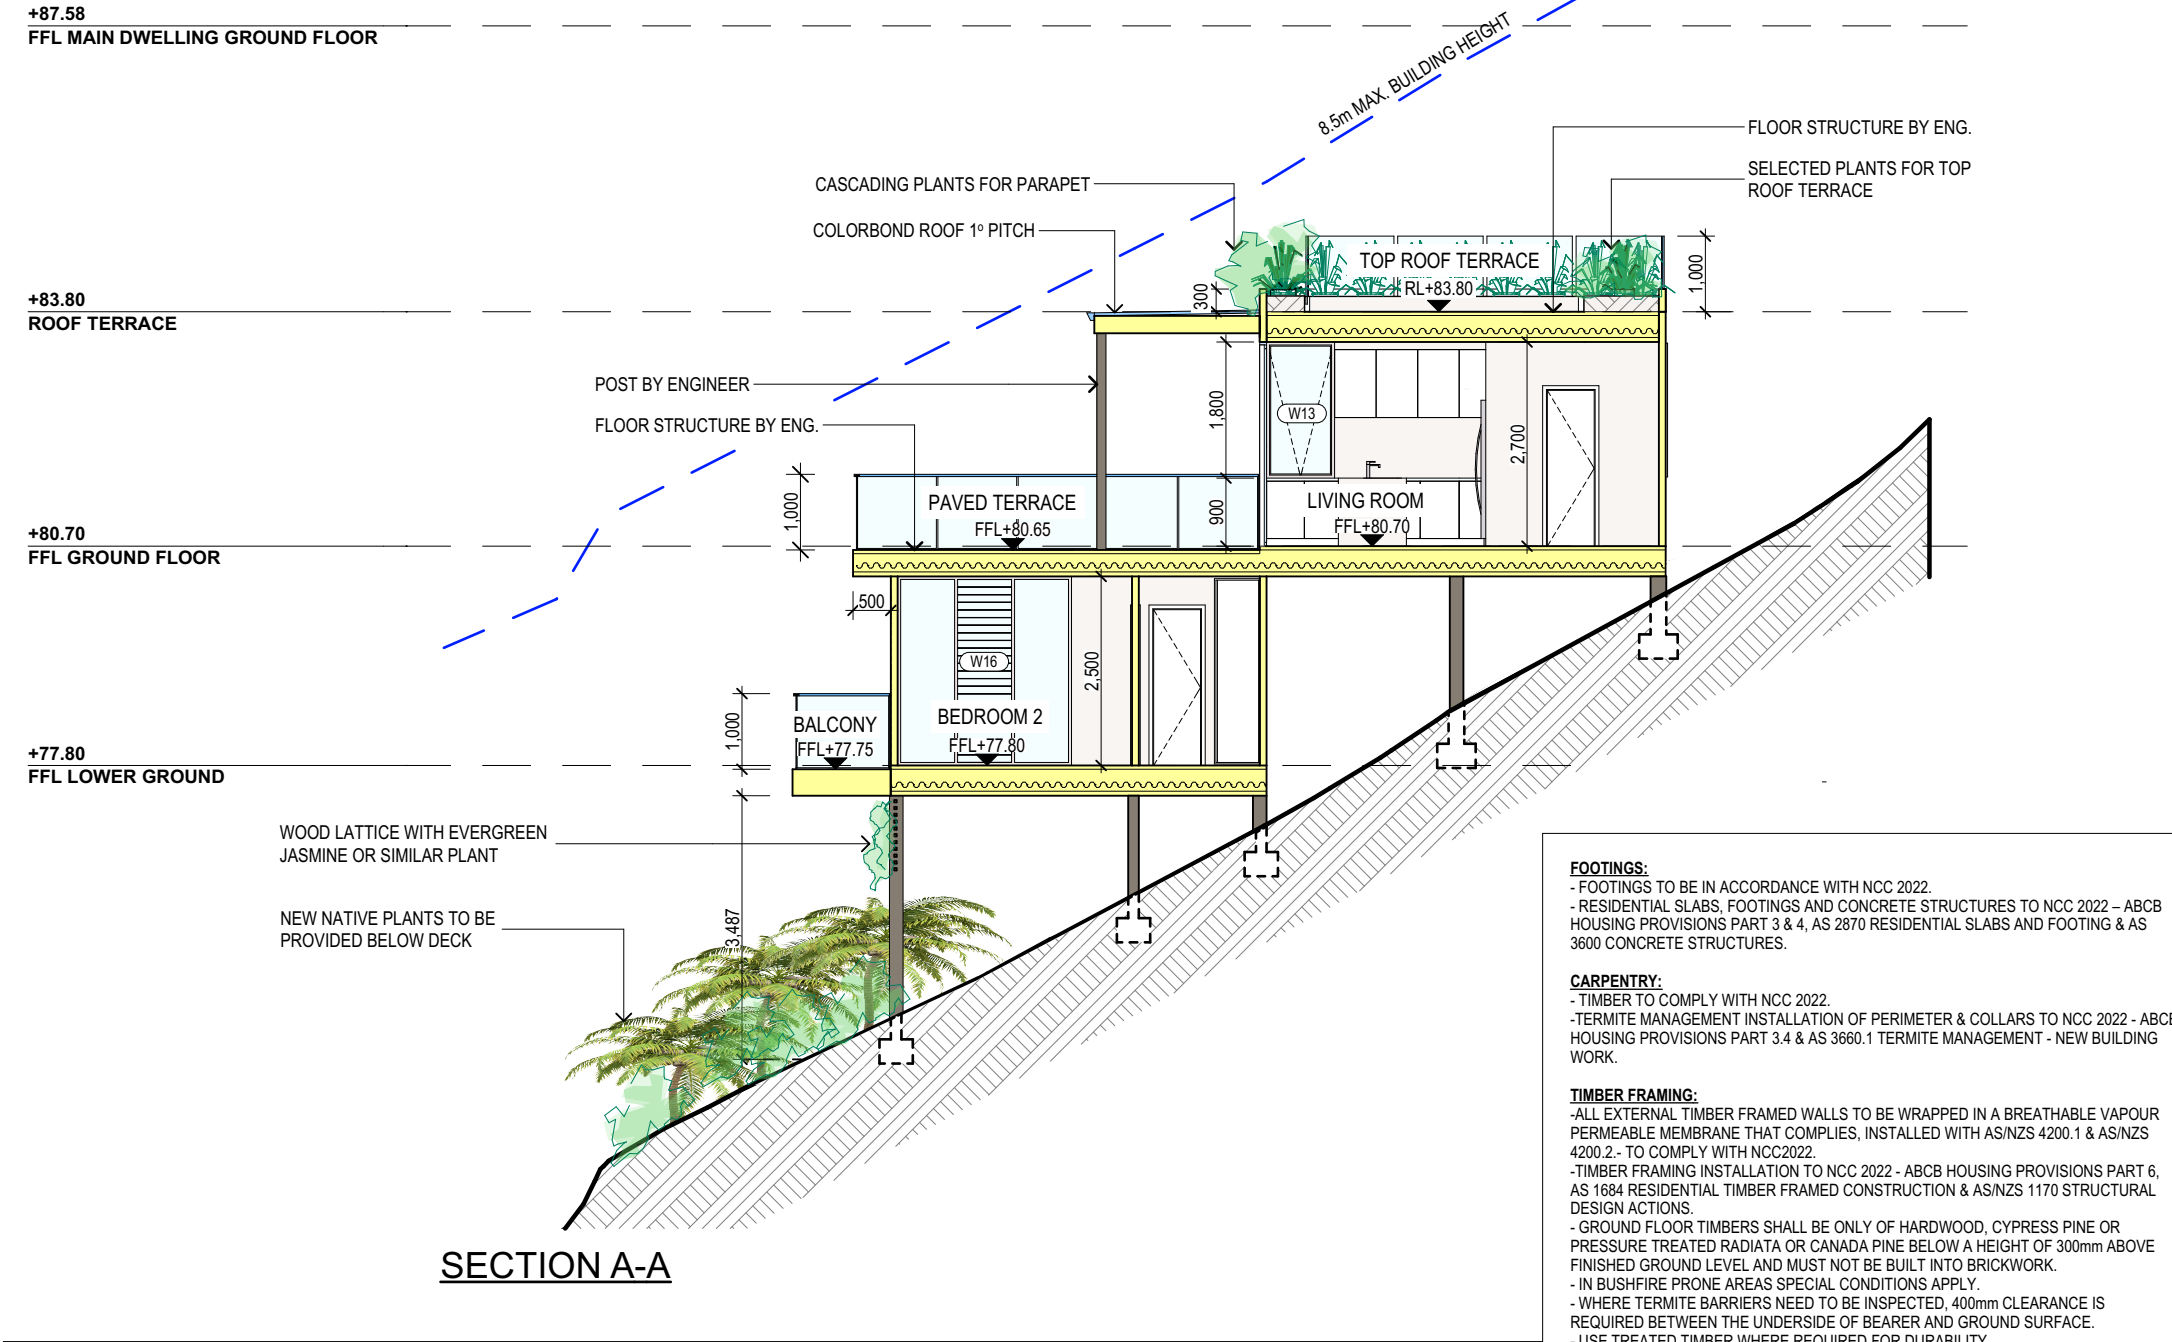 +87.58
FFL MAIN DWELLING GROUND FLOOR
8.5m MAX. BUILDING HEIGHT
FLOOR STRUCTURE BY ENG.
SELECTED PLANTS FOR TOP
ROOF TERRACE
CASCADING PLANTS FOR PARAPET
COLORBOND ROOF 1º PITCH
TOP ROOF TERRACE
RL+83.80
1,000
300
+83.80
ROOF TERRACE
POST BY ENGINEER
FLOOR STRUCTURE BY ENG.
1,800
W13
2,700
1,000
PAVED TERRACE
FFL+80.65
900
LIVING ROOM
FFL+80.70
+80.70
FFL GROUND FLOOR
500
W16
2,500
1,000
BALCONY
FFL+77.75
BEDROOM 2
FFL+77.80
+77.80
FFL LOWER GROUND
WOOD LATTICE WITH EVERGREEN
JASMINE OR SIMILAR PLANT
NEW NATIVE PLANTS TO BE
PROVIDED BELOW DECK
3,487
SECTION A-A
FOOTINGS:
- FOOTINGS TO BE IN ACCORDANCE WITH NCC 2022.
- RESIDENTIAL SLABS, FOOTINGS AND CONCRETE STRUCTURES TO NCC 2022 – ABCB
HOUSING PROVISIONS PART 3 & 4, AS 2870 RESIDENTIAL SLABS AND FOOTING & AS
3600 CONCRETE STRUCTURES.
CARPENTRY:
- TIMBER TO COMPLY WITH NCC 2022.
-TERMITE MANAGEMENT INSTALLATION OF PERIMETER & COLLARS TO NCC 2022 - ABCB
HOUSING PROVISIONS PART 3.4 & AS 3660.1 TERMITE MANAGEMENT - NEW BUILDING
WORK.
TIMBER FRAMING:
-ALL EXTERNAL TIMBER FRAMED WALLS TO BE WRAPPED IN A BREATHABLE VAPOUR
PERMEABLE MEMBRANE THAT COMPLIES, INSTALLED WITH AS/NZS 4200.1 & AS/NZS
4200.2.- TO COMPLY WITH NCC2022.
-TIMBER FRAMING INSTALLATION TO NCC 2022 - ABCB HOUSING PROVISIONS PART 6,
AS 1684 RESIDENTIAL TIMBER FRAMED CONSTRUCTION & AS/NZS 1170 STRUCTURAL
DESIGN ACTIONS.
- GROUND FLOOR TIMBERS SHALL BE ONLY OF HARDWOOD, CYPRESS PINE OR
PRESSURE TREATED RADIATA OR CANADA PINE BELOW A HEIGHT OF 300mm ABOVE
FINISHED GROUND LEVEL AND MUST NOT BE BUILT INTO BRICKWORK.
- IN BUSHFIRE PRONE AREAS SPECIAL CONDITIONS APPLY.
- WHERE TERMITE BARRIERS NEED TO BE INSPECTED, 400mm CLEARANCE IS
REQUIRED BETWEEN THE UNDERSIDE OF BEARER AND GROUND SURFACE.
- USE TREATED TIMBER WHERE REQUIRED FOR DURABILITY